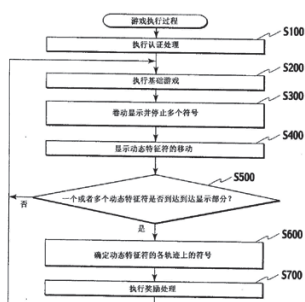 游戏执行过程
S100
执行认证处理
S200
执行基础游戏
S300
卷动显示并停止多个符号
S400
显示动态特征符的移动
S500
一个或者多个动态特征符是否到达到达显示部分?
否
是
S600
确定动态特征符的各轨迹上的符号
S700
执行奖励处理